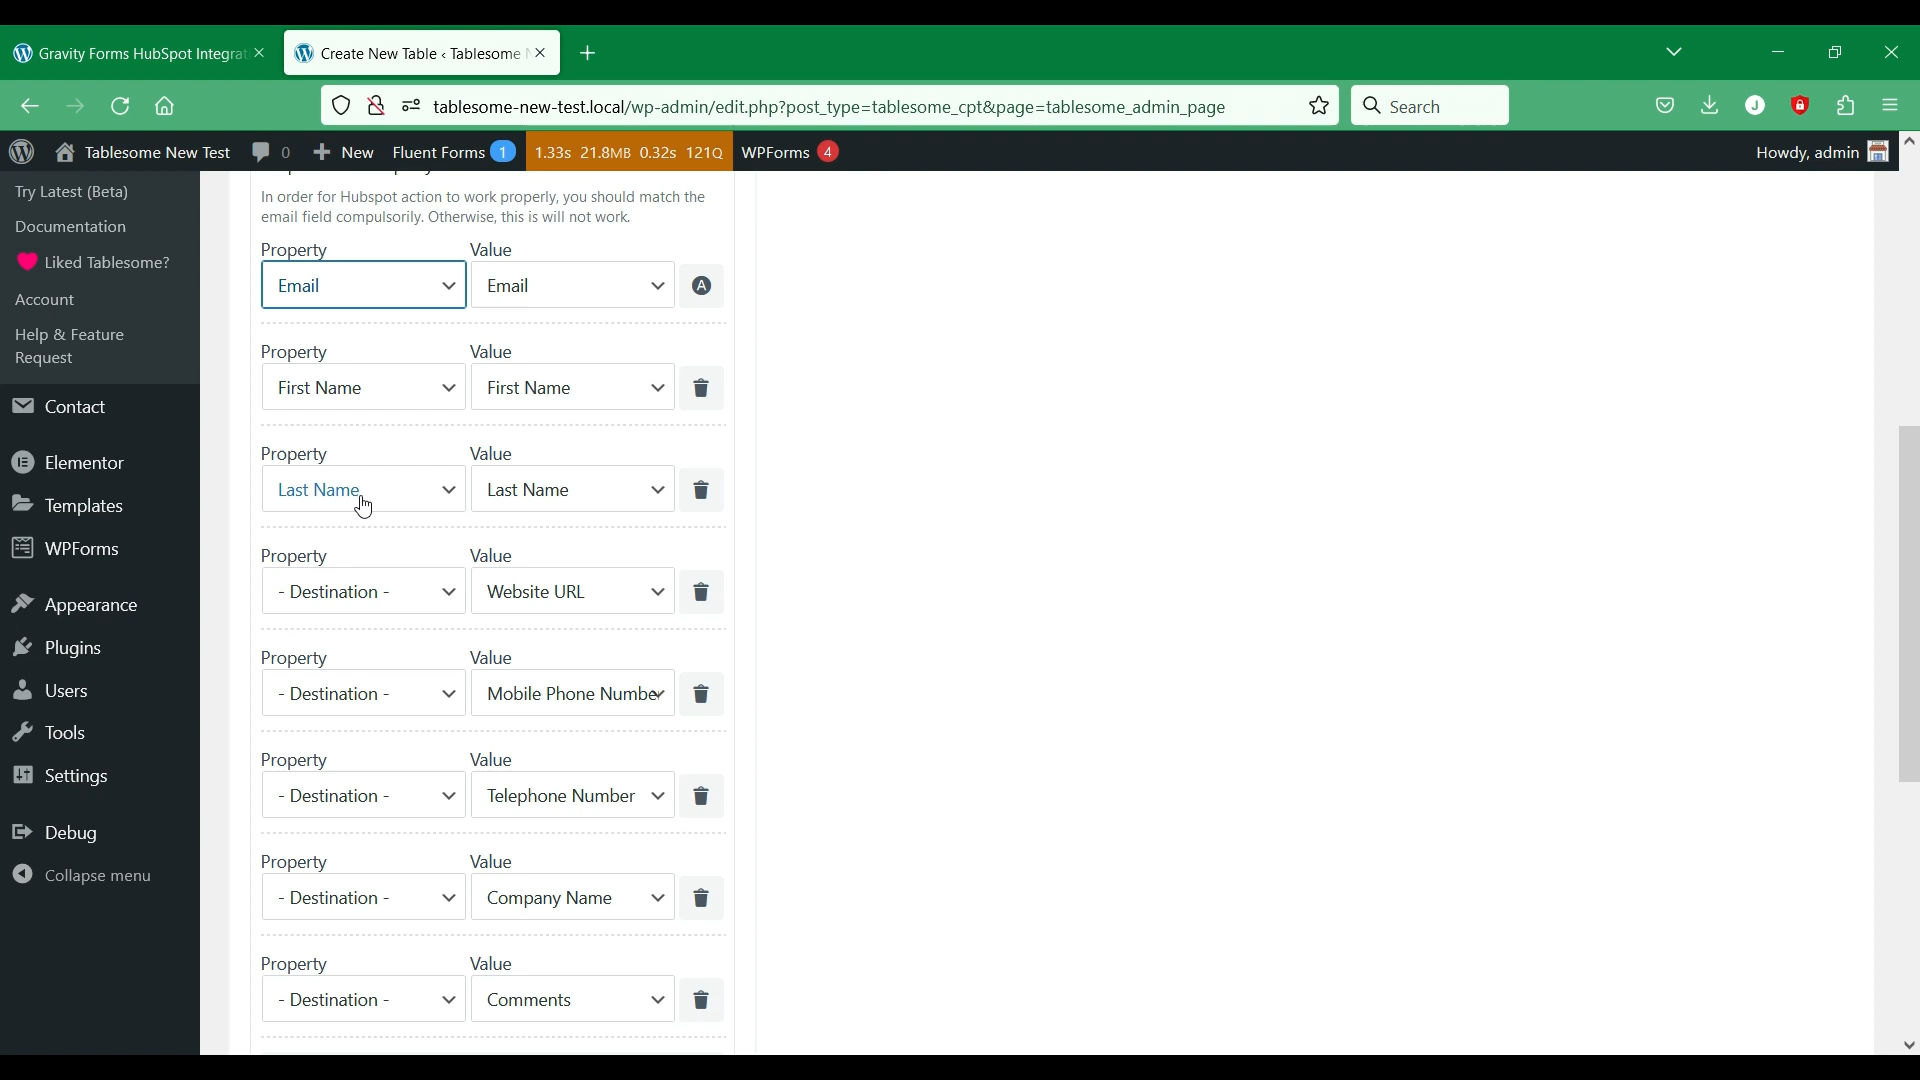 Gravity Forms HubSpot Integrat
Create New Table ‹ Tablesome
tablesome-new-test.local/wp-admin/edit.php?post_type=tablesome_cpt&page=tablesome_admin_page
Search
Tablesome New Test
0
New
Fluent Forms 1
1.33s 21.8MB 0.32s 121Q
WPForms 4
Howdy, admin
Try Latest (Beta)
Documentation
Liked Tablesome?
Account
Help & Feature
Request
Contact
Elementor
Templates
WPForms
Appearance
Plugins
Users
Tools
Settings
Debug
Collapse menu
In order for Hubspot action to work properly, you should match the
email field compulsorily. Otherwise, this is will not work.
Property Value
Email Email A
Property Value
First Name First Name
Property Value
Last Name Last Name
Property Value
- Destination - Website URL
Property Value
- Destination - Mobile Phone Number
Property Value
- Destination - Telephone Number
Property Value
- Destination - Company Name
Property Value
- Destination - Comments